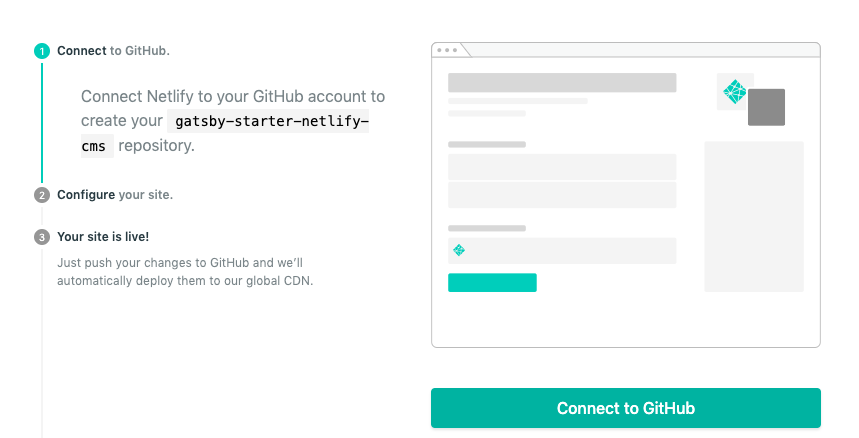 1 Connect to GitHub.
Connect Netlify to your GitHub account to
create your gatsby-starter-netlify-
cms repository.
2 Configure your site.
3 Your site is live!
Just push your changes to GitHub and we’ll
automatically deploy them to our global CDN.
Connect to GitHub